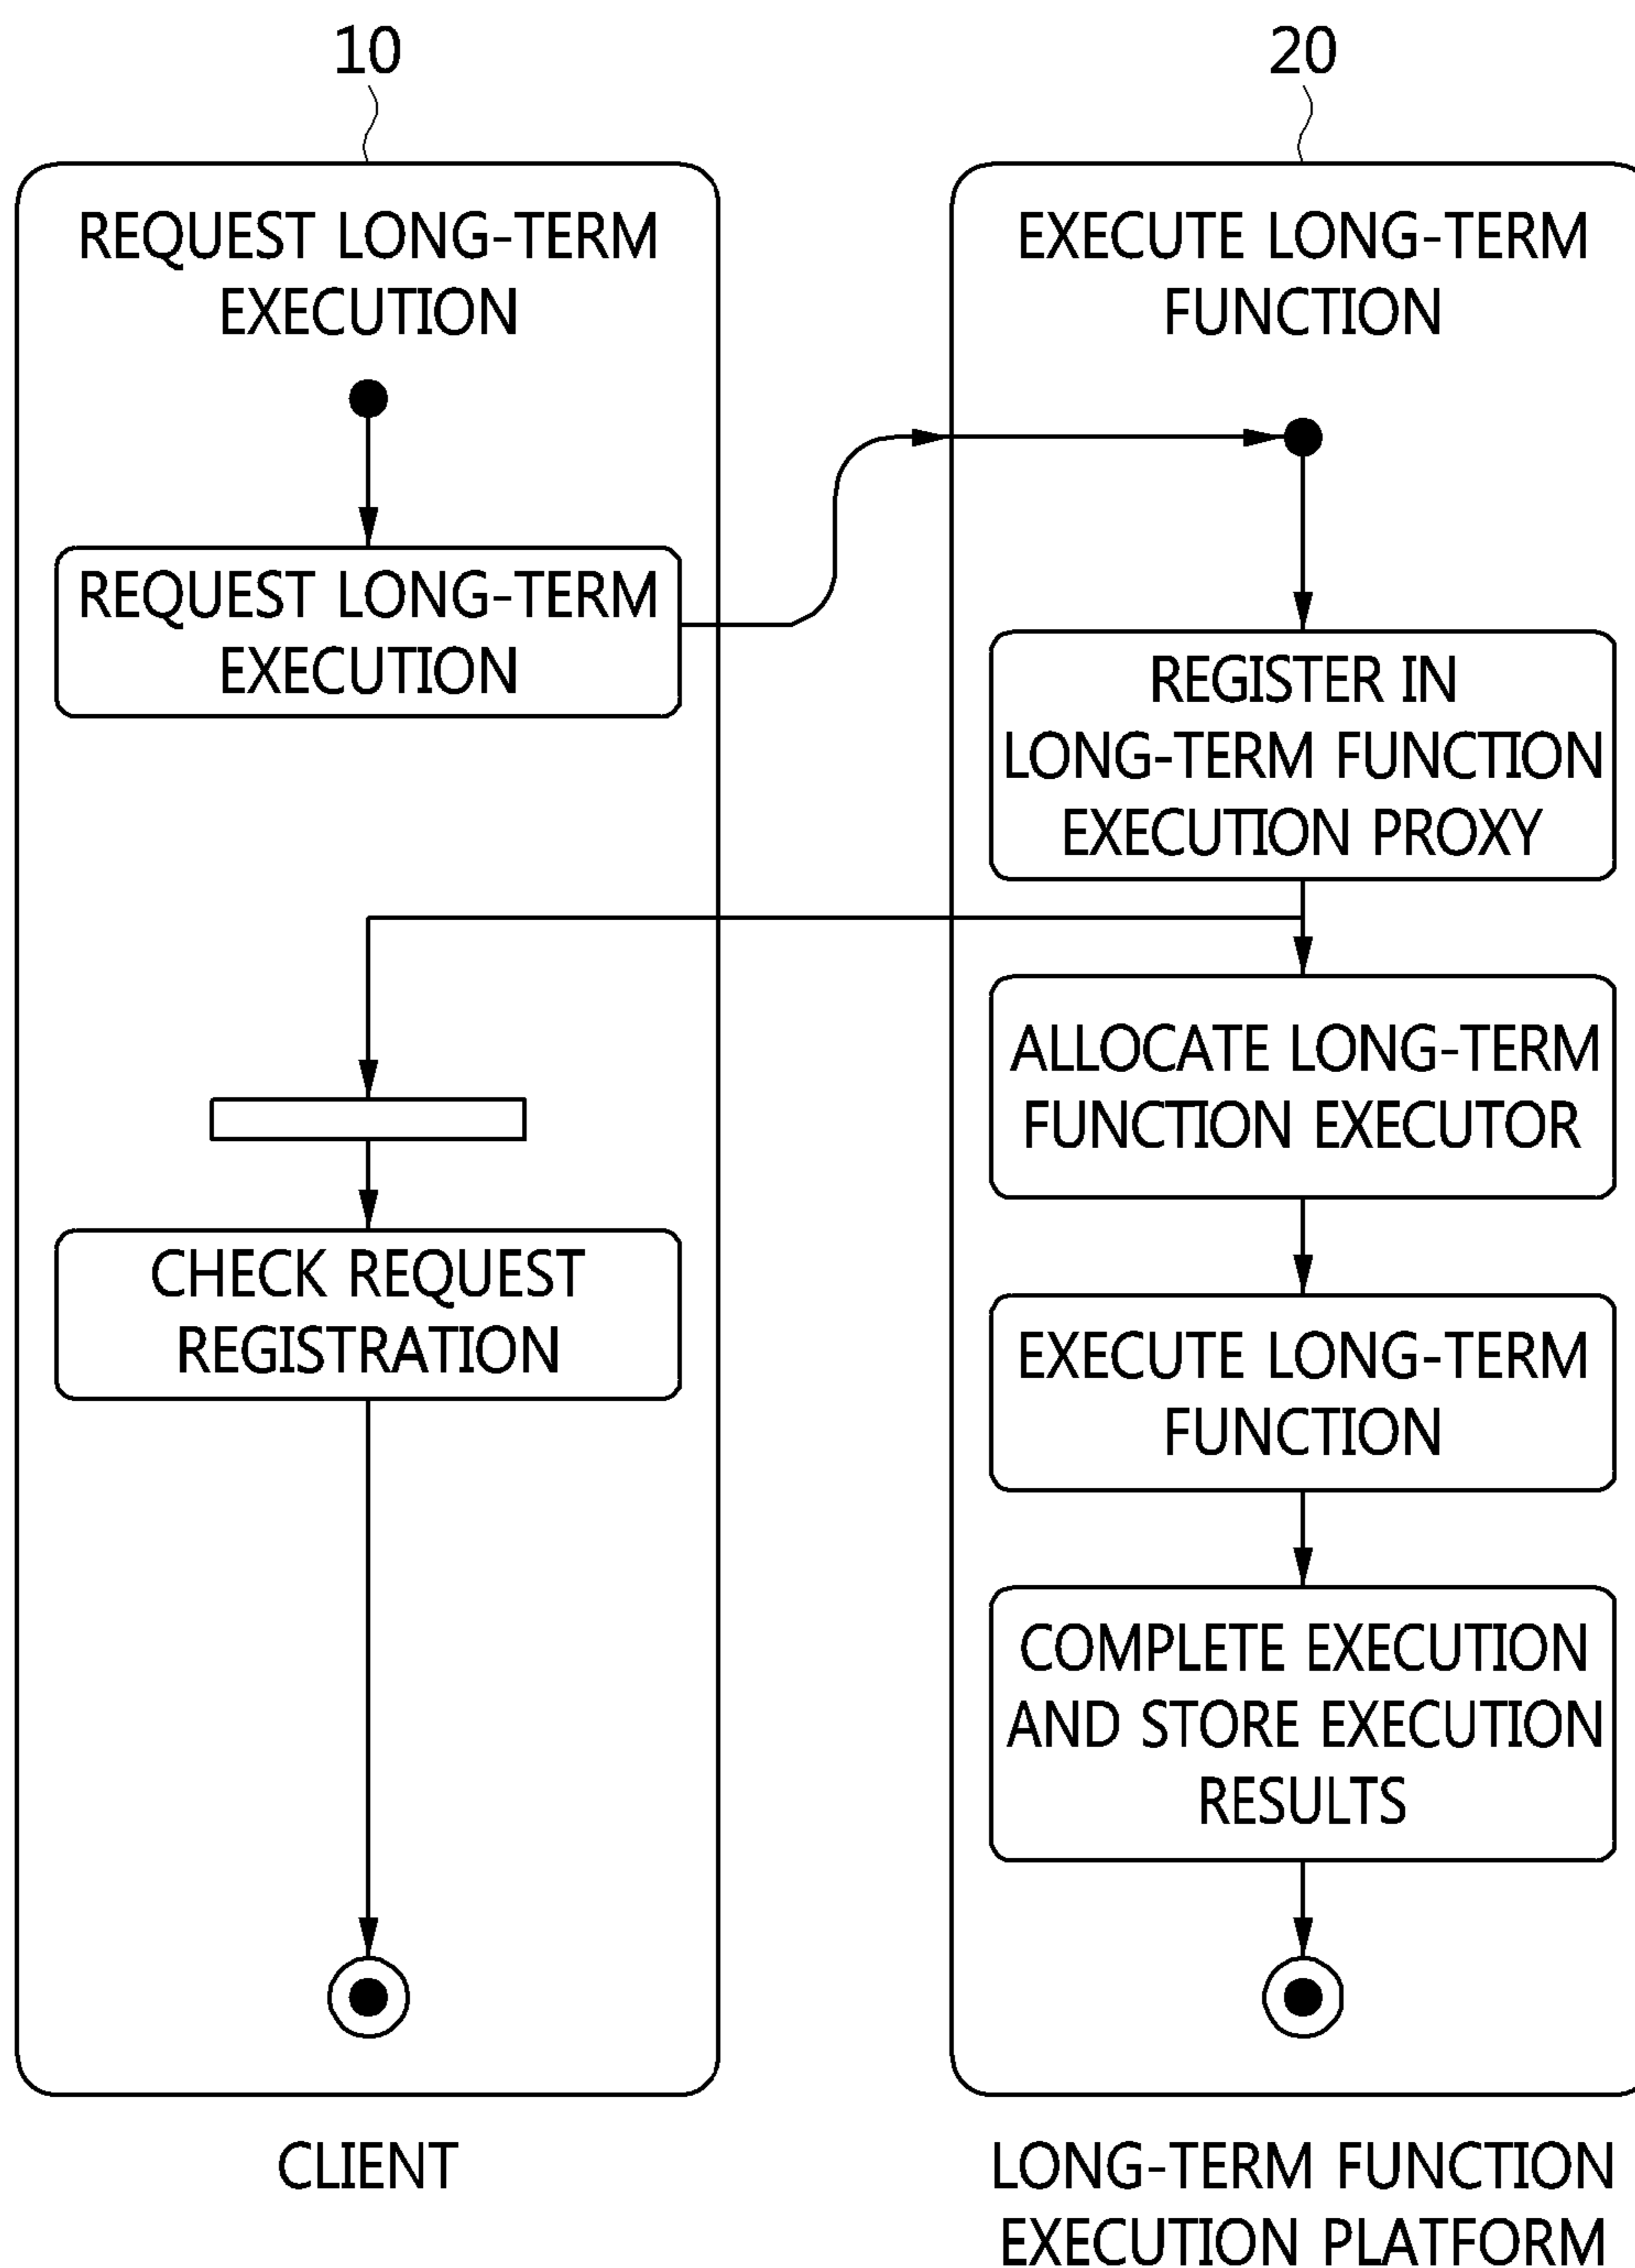 10
REQUEST LONG-TERM
EXECUTION
REQUEST LONG-TERM
EXECUTION
CHECK REQUEST
REGISTRATION
CLIENT
20
EXECUTE LONG-TERM
FUNCTION
REGISTER IN
LONG-TERM FUNCTION
EXECUTION PROXY
ALLOCATE LONG-TERM
FUNCTION EXECUTOR
EXECUTE LONG-TERM
FUNCTION
COMPLETE EXECUTION
AND STORE EXECUTION
RESULTS
LONG-TERM FUNCTION
EXECUTION PLATFORM